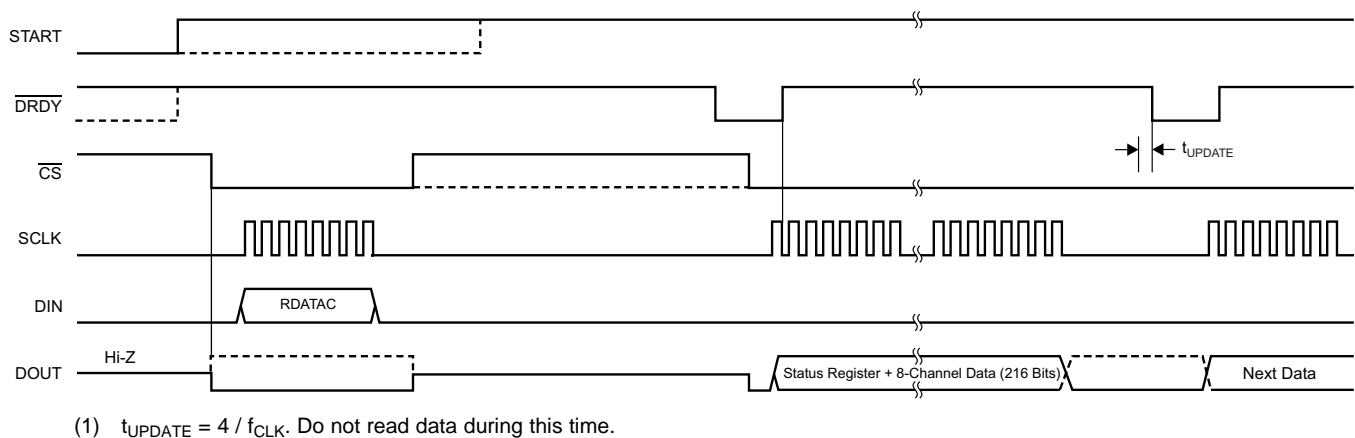 START
DRDY
t_UPDATE
CS
SCLK
DIN
RDATAC
Hi-Z
DOUT
Status Register + 8-Channel Data (216 Bits)
Next Data
(1) t_UPDATE = 4 / f_CLK. Do not read data during this time.